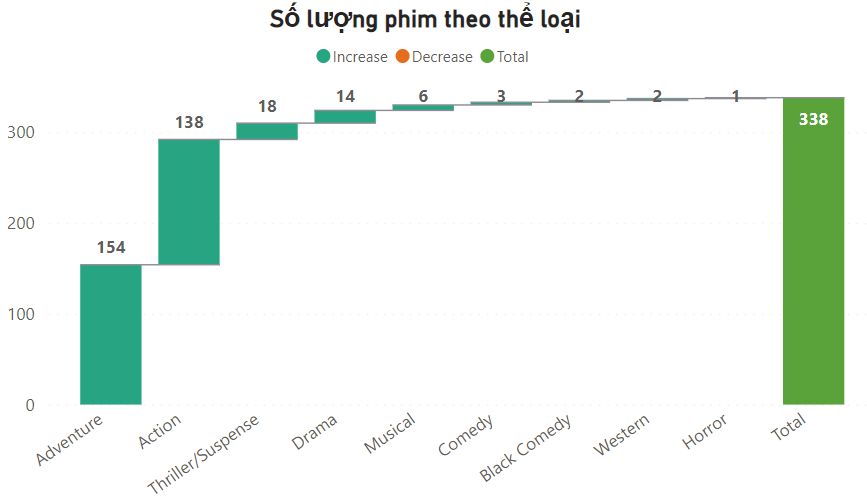 Số lượng phim theo thể loại
Increase Decrease Total
300
200
100
0
154
138
18
14
6
3
2
2
1
338
Adventure
Action
Thriller/Suspense
Drama
Musical
Comedy
Black Comedy
Western
Horror
Total